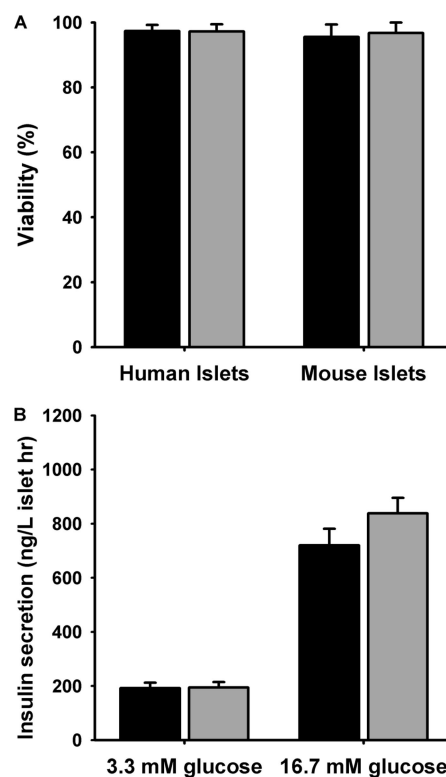 A
100
80
60
40
20
0
Viability (%)
Human Islets Mouse Islets
B
1200
1000
800
600
400
200
0
Insulin secretion (ng/L islet hr)
3.3 mM glucose 16.7 mM glucose